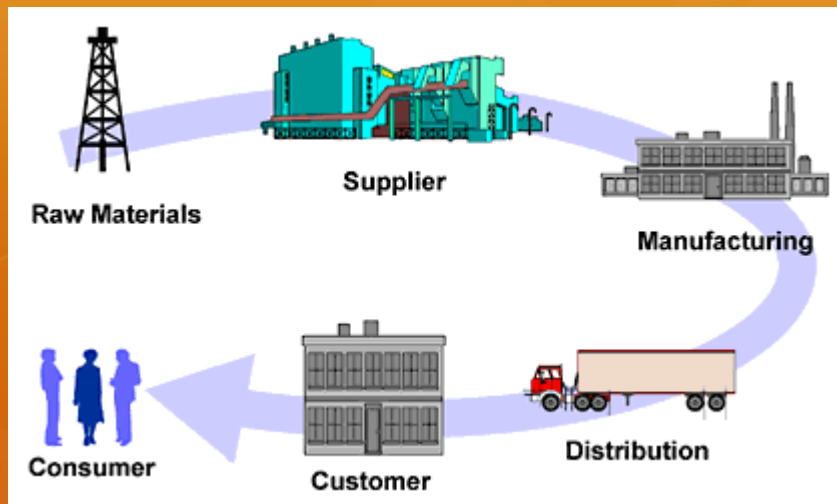 Raw Materials
Supplier
Manufacturing
Distribution
Customer
Consumer